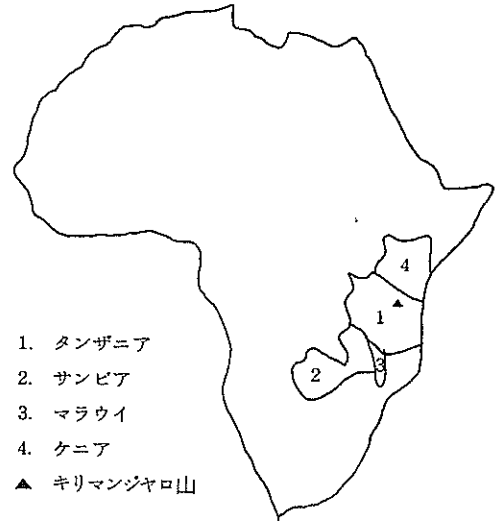 4
1
3
2
1. タンザニア
2. サンビア
3. マラウイ
4. ケニア
▲ キリマンジャロ山